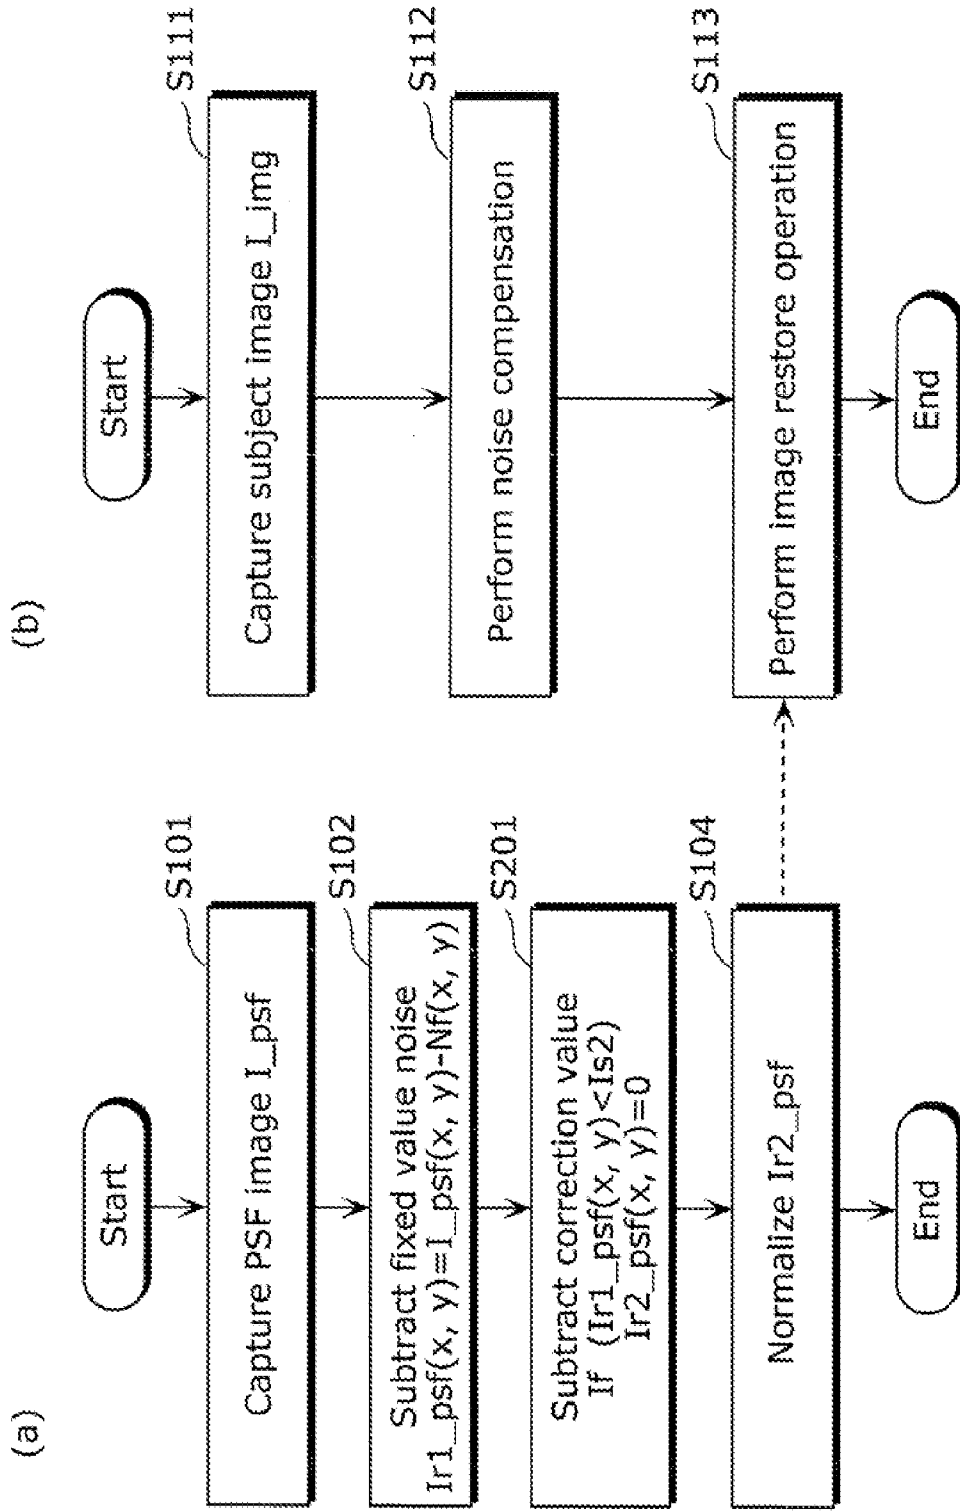 (a)
Start
S101
Capture PSF image I_psf
S102
Subtract fixed value noise
Ir1_psf(x, y)=I_psf(x, y)-Nf(x, y)
S201
Subtract correction value
If (Ir1_psf(x, y)<Is2)
Ir2_psf(x, y)=0
S104
Normalize Ir2_psf
End
(b)
Start
S111
Capture subject image I_img
S112
Perform noise compensation
S113
Perform image restore operation
End